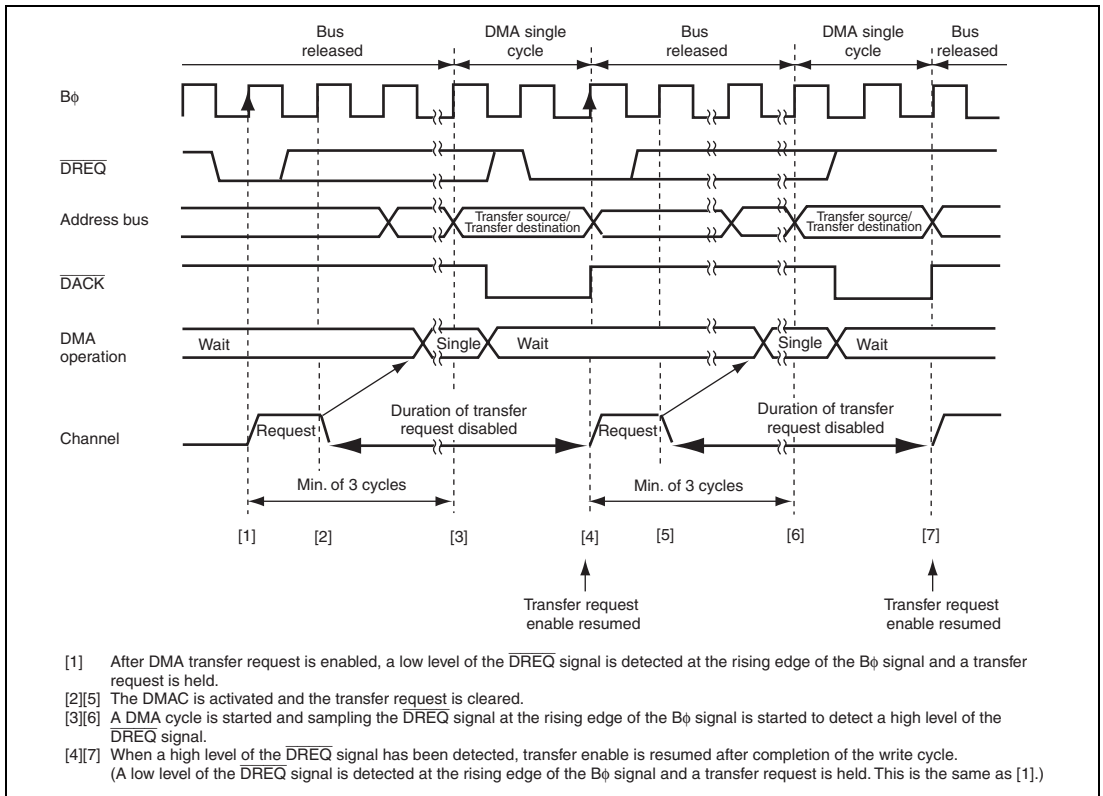 Bus released
DMA single cycle
Bus released
DMA single cycle
Bus released
Bφ
DREQ
Address bus
Transfer source/
Transfer destination
Transfer source/
Transfer destination
DACK
DMA operation
Wait
Single
Wait
Single
Wait
Channel
Request
Duration of transfer request disabled
Request
Duration of transfer request disabled
Min. of 3 cycles
Min. of 3 cycles
[1]
[2]
[3]
[4]
[5]
[6]
[7]
Transfer request enable resumed
Transfer request enable resumed
[1] After DMA transfer request is enabled, a low level of the DREQ signal is detected at the rising edge of the Bφ signal and a transfer
request is held.
[2][5] The DMAC is activated and the transfer request is cleared.
[3][6] A DMA cycle is started and sampling the DREQ signal at the rising edge of the Bφ signal is started to detect a high level of the
DREQ signal.
[4][7] When a high level of the DREQ signal has been detected, transfer enable is resumed after completion of the write cycle.
(A low level of the DREQ signal is detected at the rising edge of the Bφ signal and a transfer request is held. This is the same as [1].)